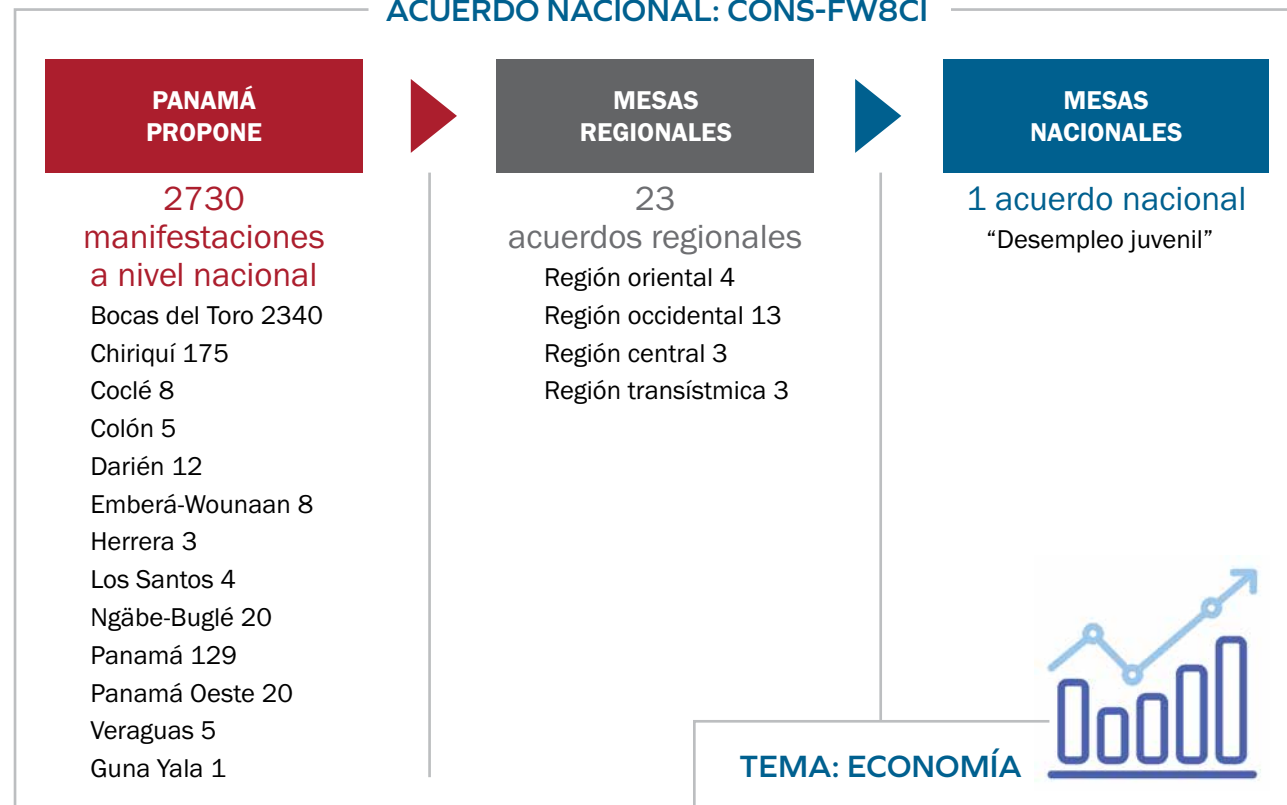 ACUERDO NACIONAL: CONS-FW8CI
PANAMÁ
PROPONE
2730
manifestaciones
a nivel nacional
Bocas del Toro 2340
Chiriquí 175
Coclé 8
Colón 5
Darién 12
Emberá-Wounaan 8
Herrera 3
Los Santos 4
Ngäbe-Buglé 20
Panamá 129
Panamá Oeste 20
Veraguas 5
Guna Yala 1
MESAS
REGIONALES
23
acuerdos regionales
Región oriental 4
Región occidental 13
Región central 3
Región transístmica 3
MESAS
NACIONALES
1 acuerdo nacional
“Desempleo juvenil”
TEMA: ECONOMÍA